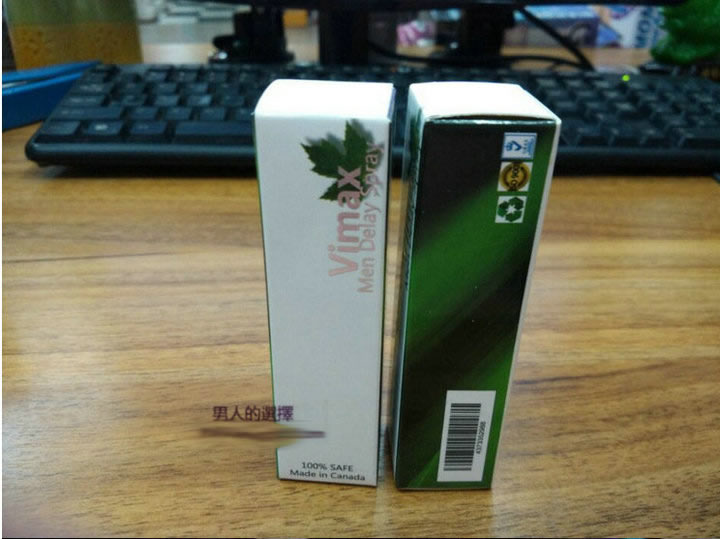 Vimax
Men Delay Spray
男人的選擇
100% SAFE
Made in Canada